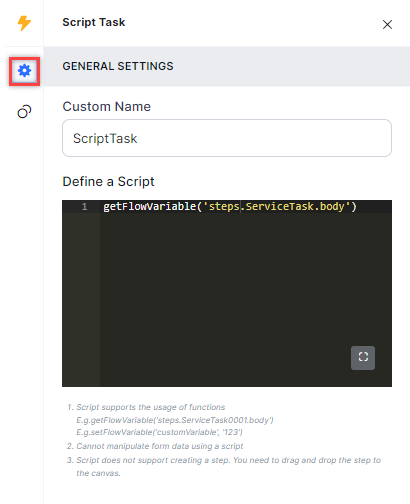 Script Task
GENERAL SETTINGS
Custom Name
ScriptTask
Define a Script
1 getFlowVariable('steps.ServiceTask.body')
1. Script supports the usage of functions
E.g.getFlowVariable('steps.ServiceTask0001.body')
E.g.setFlowVariable('customVariable', '123')
2. Cannot manipulate form data using a script
3. Script does not support creating a step. You need to drag and drop the step to
the canvas.